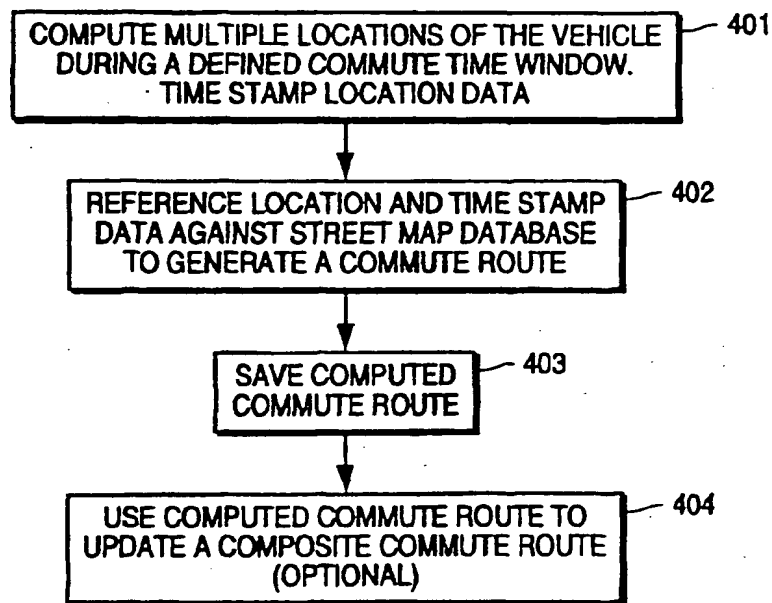 COMPUTE MULTIPLE LOCATIONS OF THE VEHICLE
DURING A DEFINED COMMUTE TIME WINDOW.
TIME STAMP LOCATION DATA
401
REFERENCE LOCATION AND TIME STAMP
DATA AGAINST STREET MAP DATABASE
TO GENERATE A COMMUTE ROUTE
402
SAVE COMPUTED
COMMUTE ROUTE
403
USE COMPUTED COMMUTE ROUTE TO
UPDATE A COMPOSITE COMMUTE ROUTE
(OPTIONAL)
404